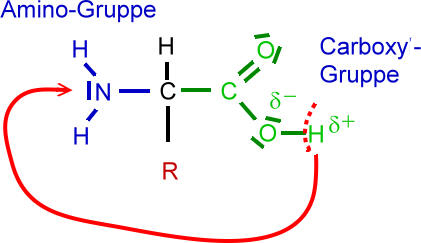 Amino-Gruppe
Carboxy'-
Gruppe
H
H
O
N
C
C
δ−
O
H
δ+
H
R